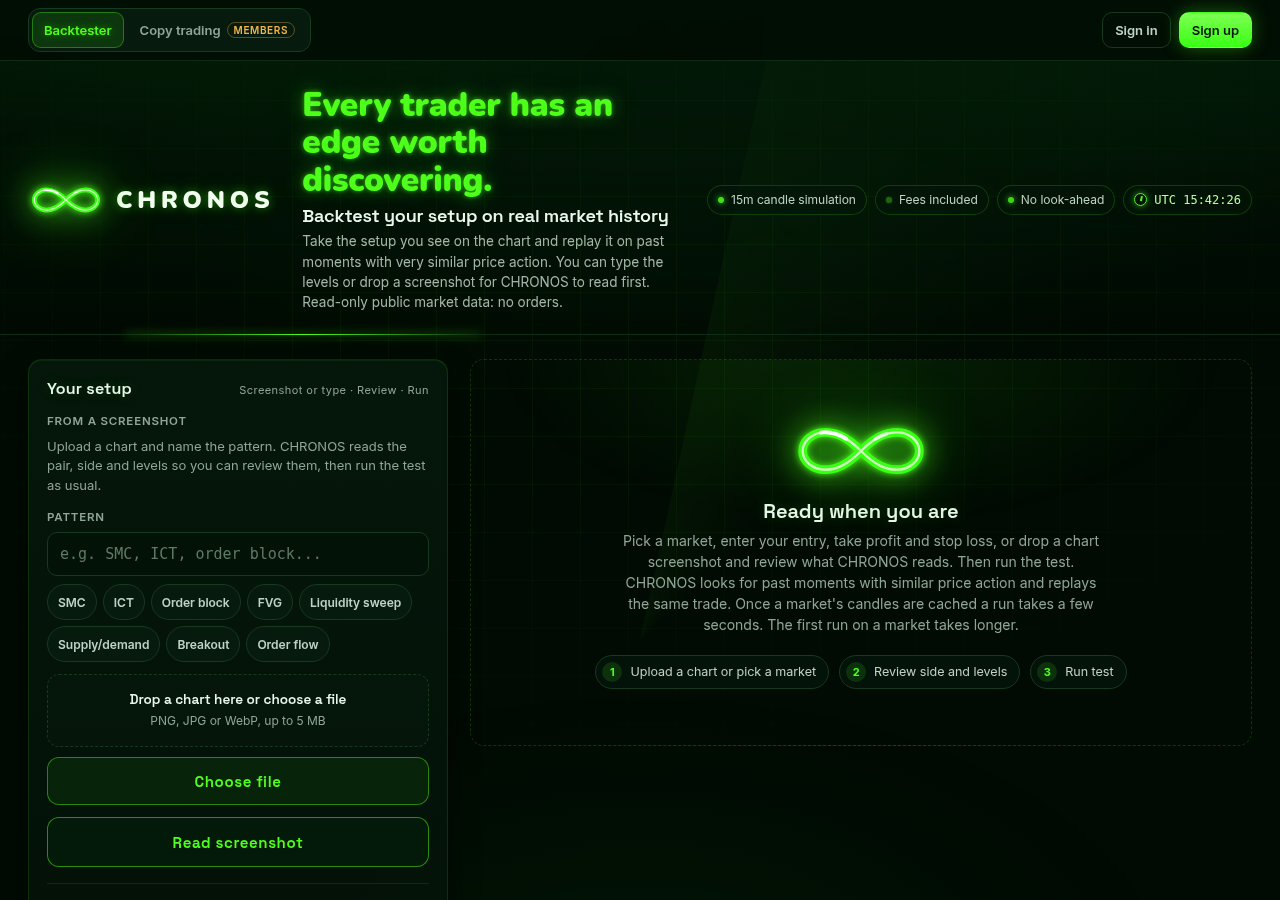 Backtester
Copy trading MEMBERS
Sign in
Sign up
CHRONOS
Every trader has an
edge worth
discovering.
Backtest your setup on real market history
Take the setup you see on the chart and replay it on past
moments with very similar price action. You can type the
levels or drop a screenshot for CHRONOS to read first.
Read-only public market data: no orders.
15m candle simulation
Fees included
No look-ahead
UTC 15:42:26
Your setup
Screenshot or type · Review · Run
FROM A SCREENSHOT
Upload a chart and name the pattern. CHRONOS reads the
pair, side and levels so you can review them, then run the test
as usual.
PATTERN
e.g. SMC, ICT, order block...
SMC
ICT
Order block
FVG
Liquidity sweep
Supply/demand
Breakout
Order flow
Drop a chart here or choose a file
PNG, JPG or WebP, up to 5 MB
Choose file
Read screenshot
Ready when you are
Pick a market, enter your entry, take profit and stop loss, or drop a chart
screenshot and review what CHRONOS reads. Then run the test.
CHRONOS looks for past moments with similar price action and replays
the same trade. Once a market's candles are cached a run takes a few
seconds. The first run on a market takes longer.
1 Upload a chart or pick a market
2 Review side and levels
3 Run test